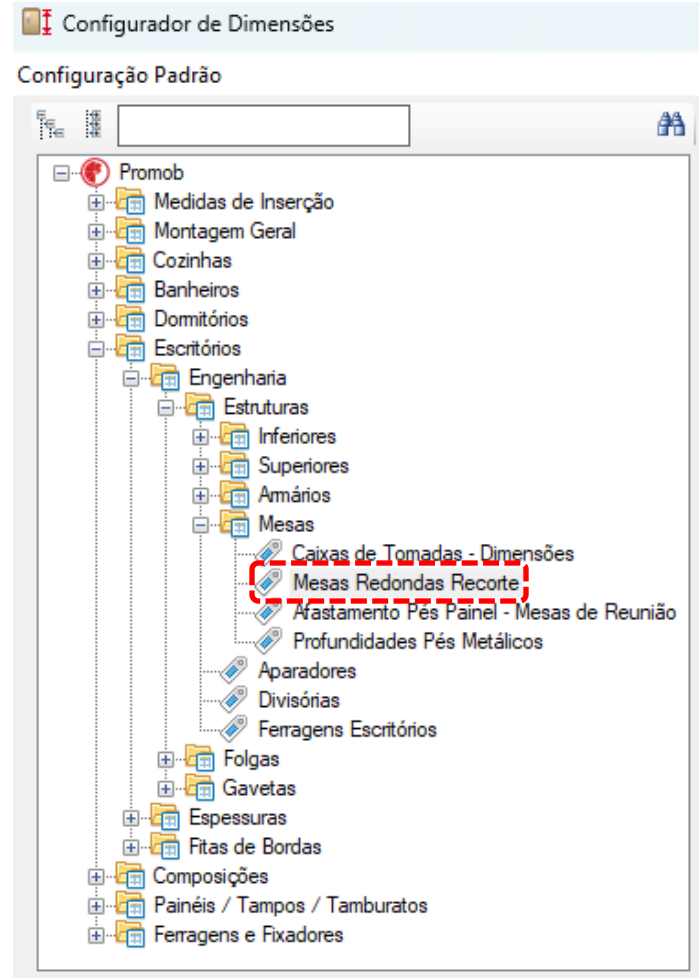 Configurador de Dimensões
Configuração Padrão
Promob
Medidas de Inserção
Montagem Geral
Cozinhas
Banheiros
Dormitórios
Escritórios
Engenharia
Estruturas
Inferiores
Superiores
Armários
Mesas
Caixas de Tomadas - Dimensões
Mesas Redondas Recorte
Afastamento Pés Painel - Mesas de Reunião
Profundidades Pés Metálicos
Aparadores
Divisórias
Ferragens Escritórios
Folgas
Gavetas
Espessuras
Fitas de Bordas
Composições
Painéis / Tampos / Tamburatos
Ferragens e Fixadores